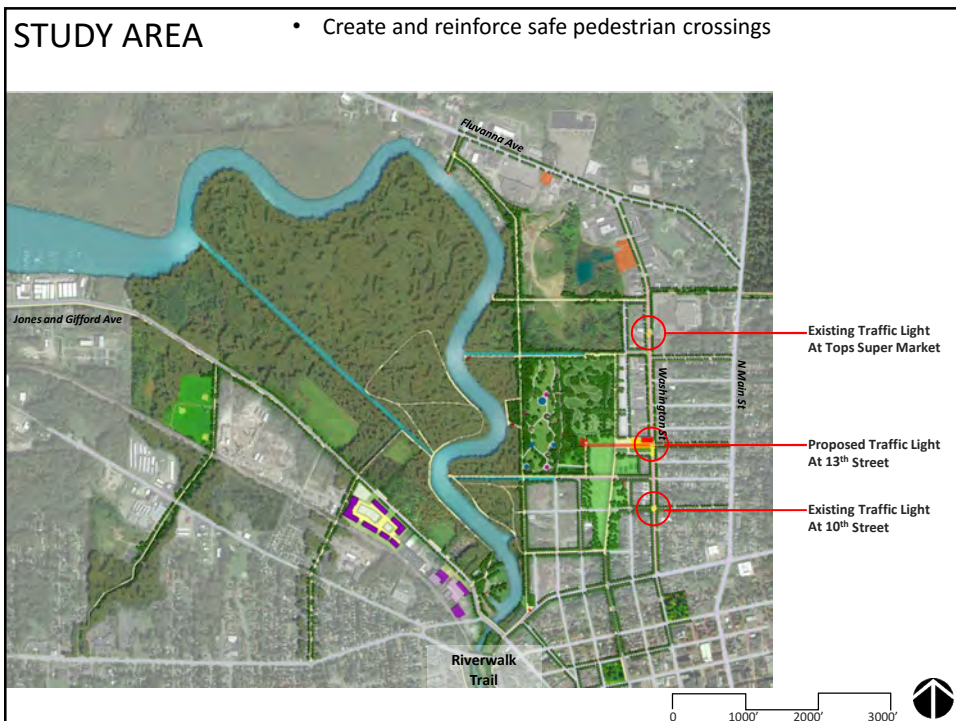 STUDY AREA
• Create and reinforce safe pedestrian crossings
Fluvanna Ave
Jones and Gifford Ave
Washington St
N Main St
Existing Traffic Light
At Tops Super Market
Proposed Traffic Light
At 13th Street
Existing Traffic Light
At 10th Street
Riverwalk
Trail
0 1000' 2000' 3000'